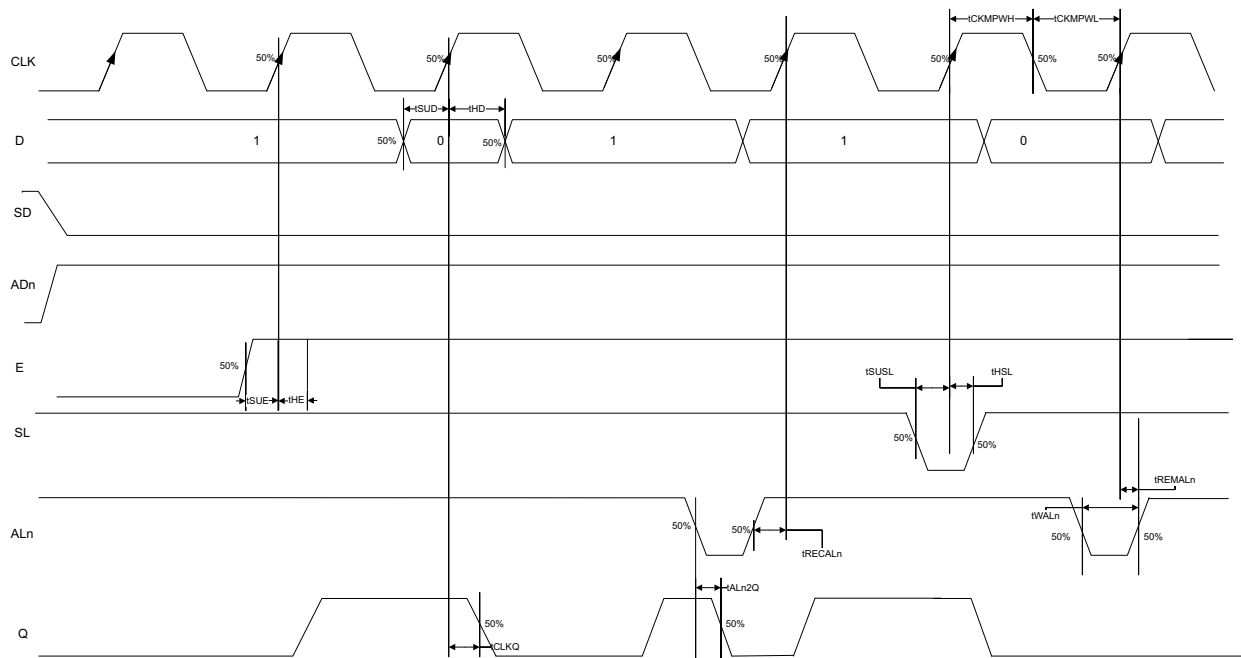 tCKMPWH tCKMPWL
CLK 50% 50% 50% 50% 50% 50% 50%
tSUD tHD
D 1 50% 0 50% 1 1 0
SD
ADn
E 50%
tSUE tHE
tSUSL tHSL
SL 50% 50%
tREMALn
tWALn
ALn 50% 50% 50% 50%
tRECALn
tALn2Q
Q 50% 50%
tCLKQ